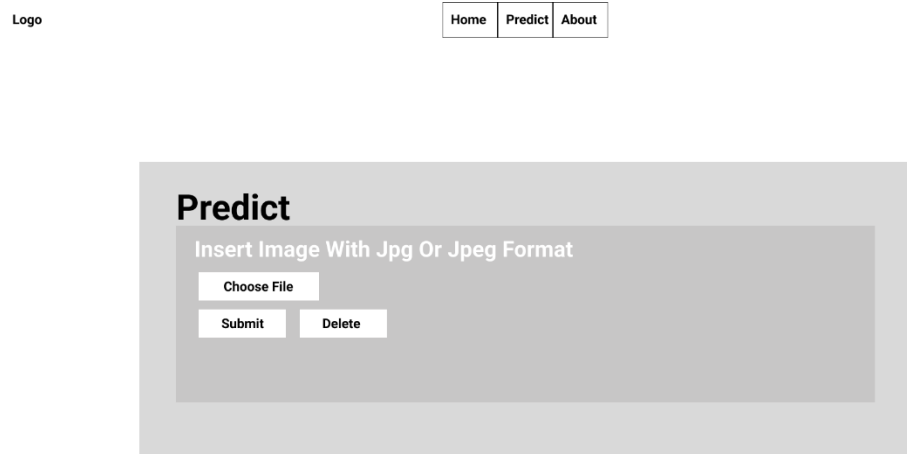 Logo
Home Predict About
Predict
Insert Image With Jpg Or Jpeg Format
Choose File
Submit Delete